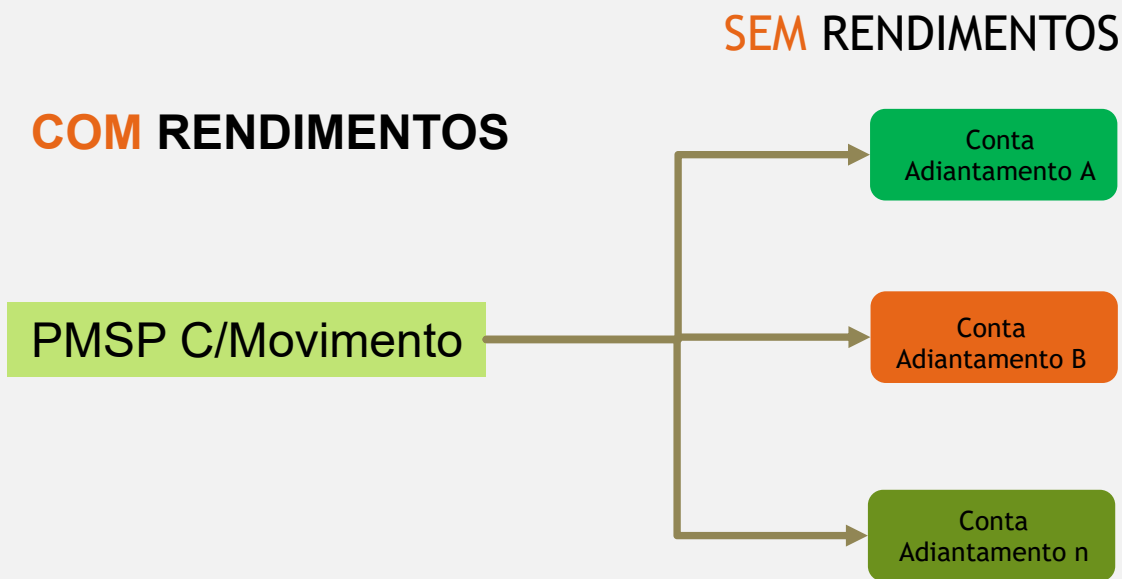 SEM RENDIMENTOS
COM RENDIMENTOS
Conta
Adiantamento A
PMSP C/Movimento
Conta
Adiantamento B
Conta
Adiantamento n